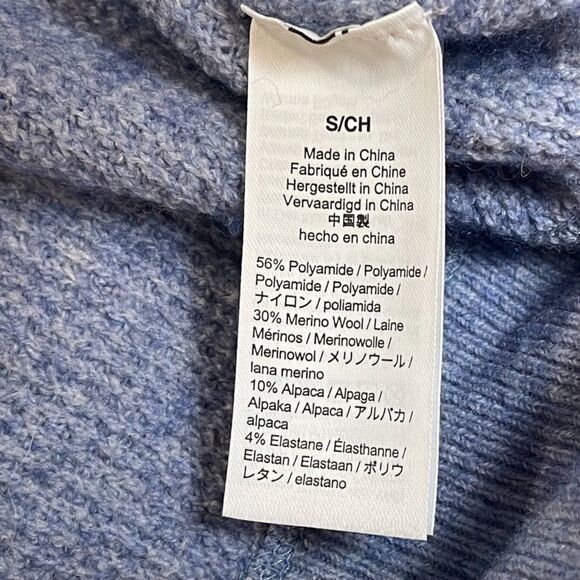 S/CH
Made in China
Fabriqué en Chine
Hergestellt in China
Vervaardigd in China
中国製
hecho en china
56% Polyamide / Polyamide /
Polyamide / Polyamide /
ナイロン / poliamida
30% Merino Wool / Laine
Mérinos / Merinowolle /
Merinowol / メリノウール /
lana merino
10% Alpaca / Alpaga /
Alpaka / Alpaca / アルパカ /
alpaca
4% Elastane / Élasthanne /
Elastan / Elastaan / ポリウ
レタン / elastano